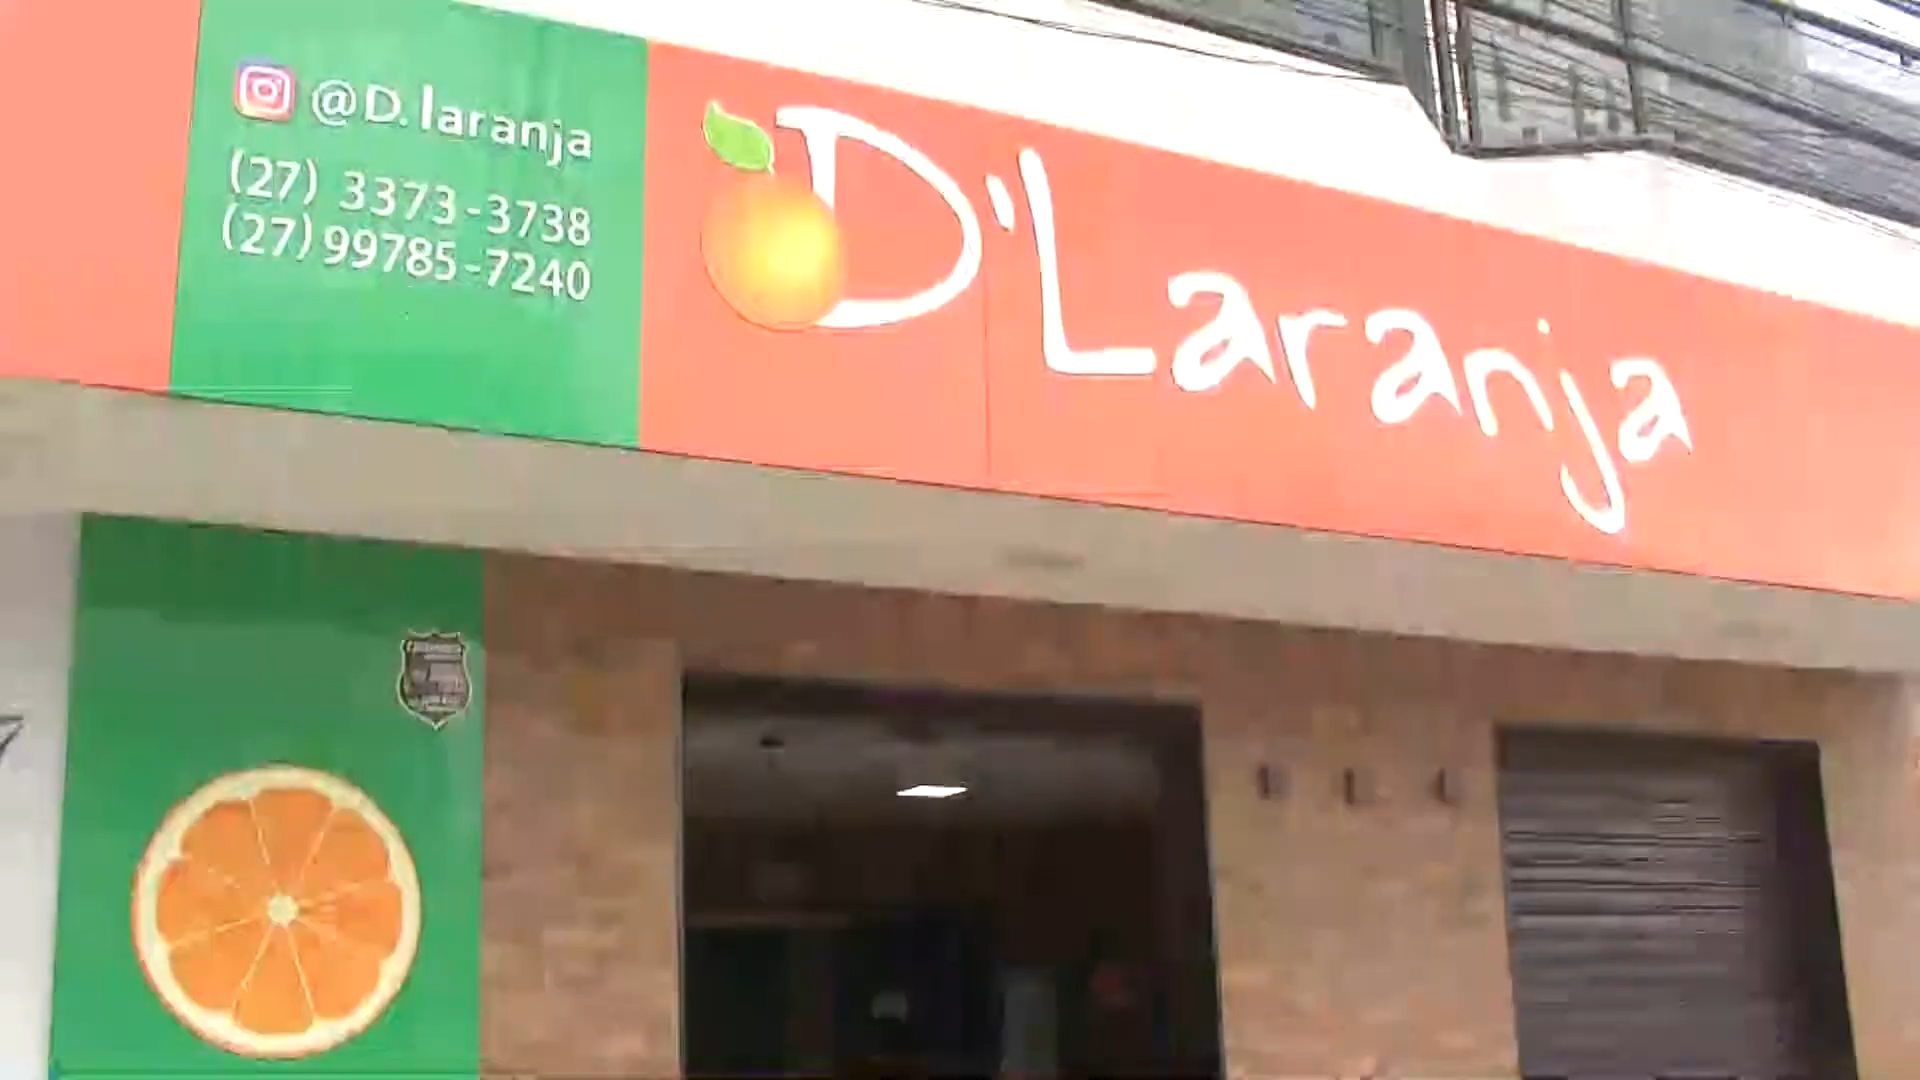 @D.laranja
(27) 3373-3738
(27) 99785-7240
D'Laranja